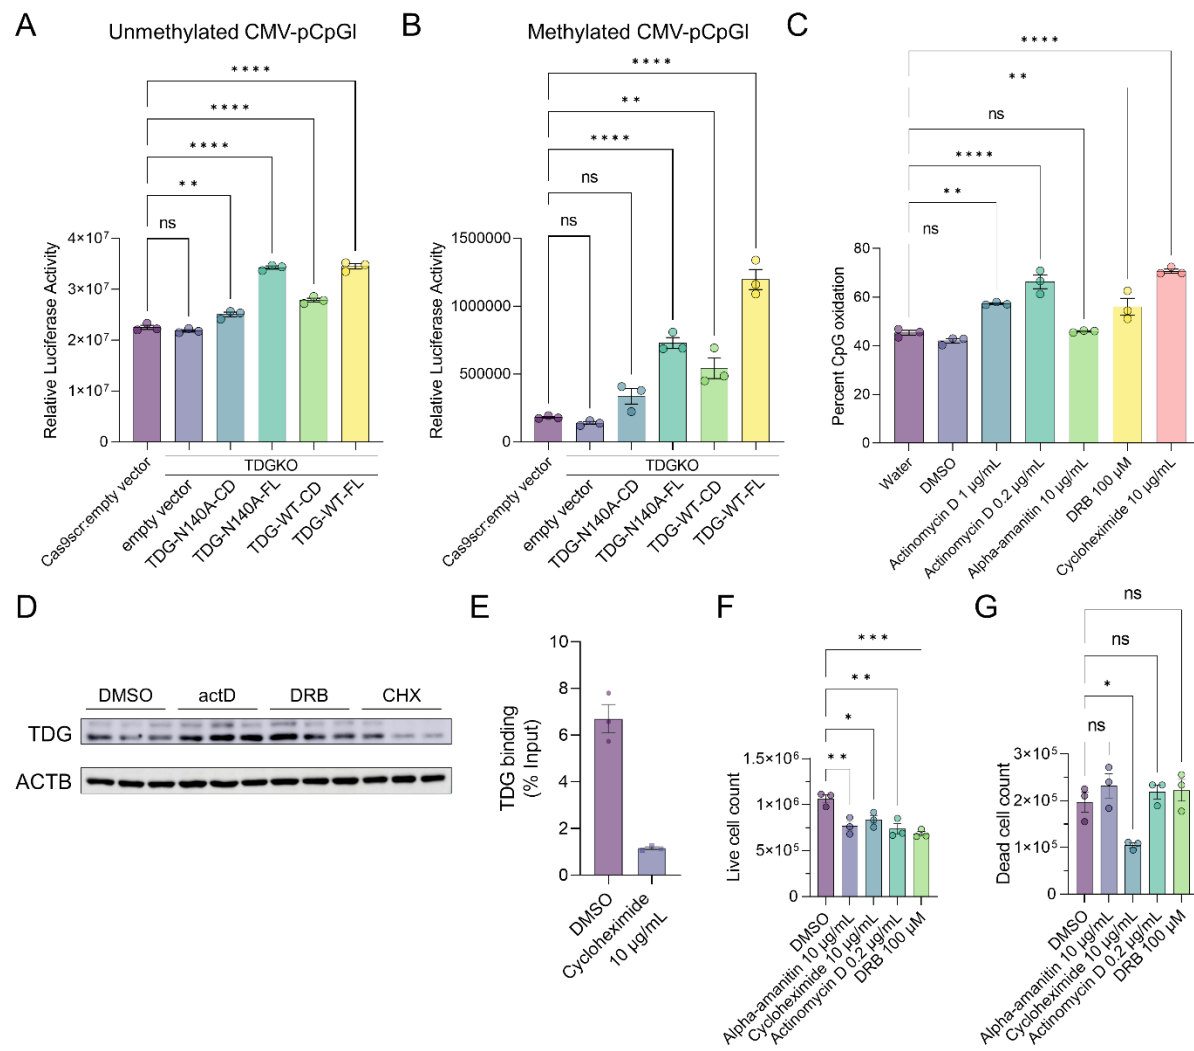 A
Unmethylated CMV-pCpGl
****
****
****
**
ns
Relative Luciferase Activity
4×10⁷
3×10⁷
2×10⁷
1×10⁷
0
TDGKO
Cas9scr:empty vector
empty vector
TDG-N140A-CD
TDG-N140A-FL
TDG-WT-CD
TDG-WT-FL
B
Methylated CMV-pCpGl
****
**
****
ns
ns
Relative Luciferase Activity
1500000
1000000
500000
0
TDGKO
Cas9scr:empty vector
empty vector
TDG-N140A-CD
TDG-N140A-FL
TDG-WT-CD
TDG-WT-FL
C
****
**
ns
****
**
ns
Percent CpG oxidation
80
60
40
20
0
Water
DMSO
Actinomycin D 1 µg/mL
Actinomycin D 0.2 µg/mL
Alpha-amanitin 10 µg/mL
DRB 100 µM
Cycloheximide 10 µg/mL
D
DMSO actD DRB CHX
TDG
ACTB
E
TDG binding
(% Input)
10
8
6
4
2
0
DMSO
Cycloheximide
10 µg/mL
F
***
**
*
**
Live cell count
1.5×10⁶
1×10⁶
5×10⁵
0
DMSO
Alpha-amanitin 10 µg/mL
Cycloheximide 10 µg/mL
Actinomycin D 0.2 µg/mL
DRB 100 µM
G
ns
ns
*
ns
Dead cell count
3×10⁵
2×10⁵
1×10⁵
0
DMSO
Alpha-amanitin 10 µg/mL
Cycloheximide 10 µg/mL
Actinomycin D 0.2 µg/mL
DRB 100 µM